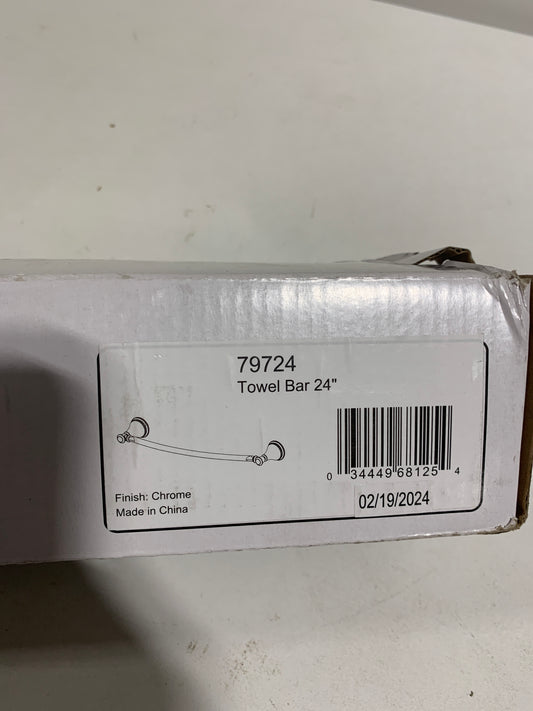 79724
Towel Bar 24"
0 34449 68125 4
Finish: Chrome
Made in China
02/19/2024